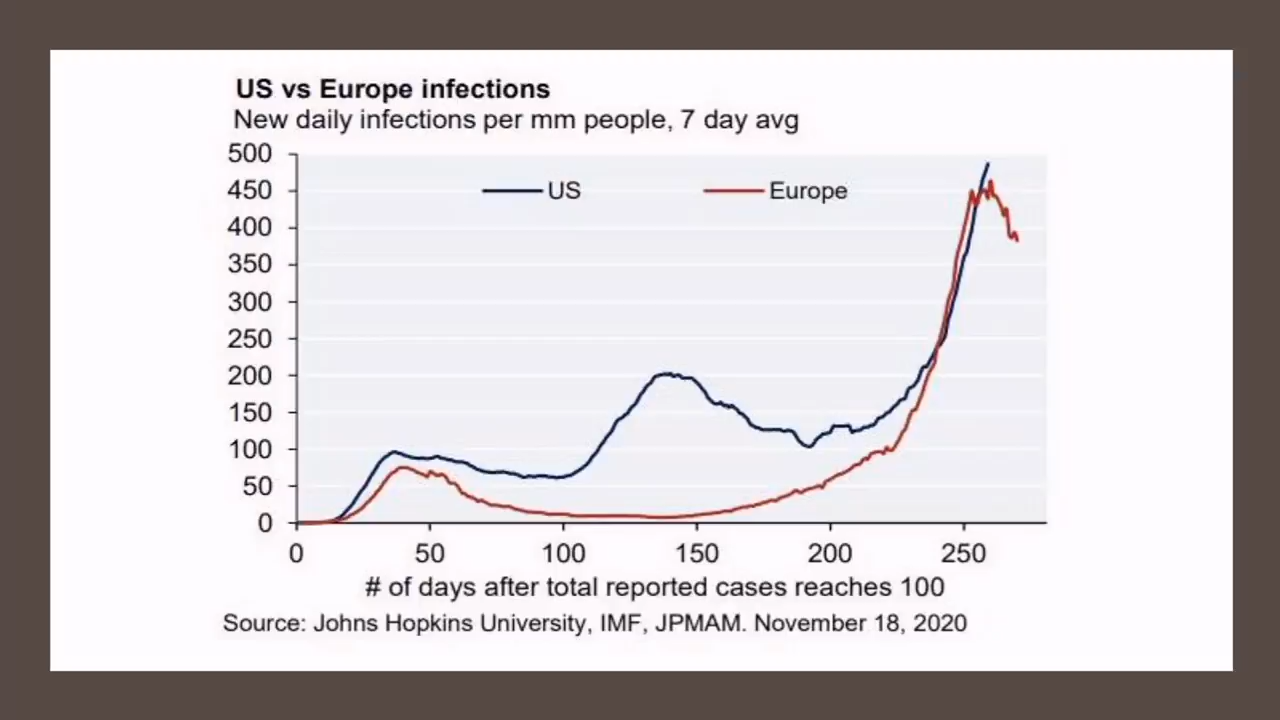 US vs Europe infections
New daily infections per mm people, 7 day avg
500
450
400
350
300
250
200
150
100
50
0
US
Europe
0 50 100 150 200 250
# of days after total reported cases reaches 100
Source: Johns Hopkins University, IMF, JPMAM. November 18, 2020